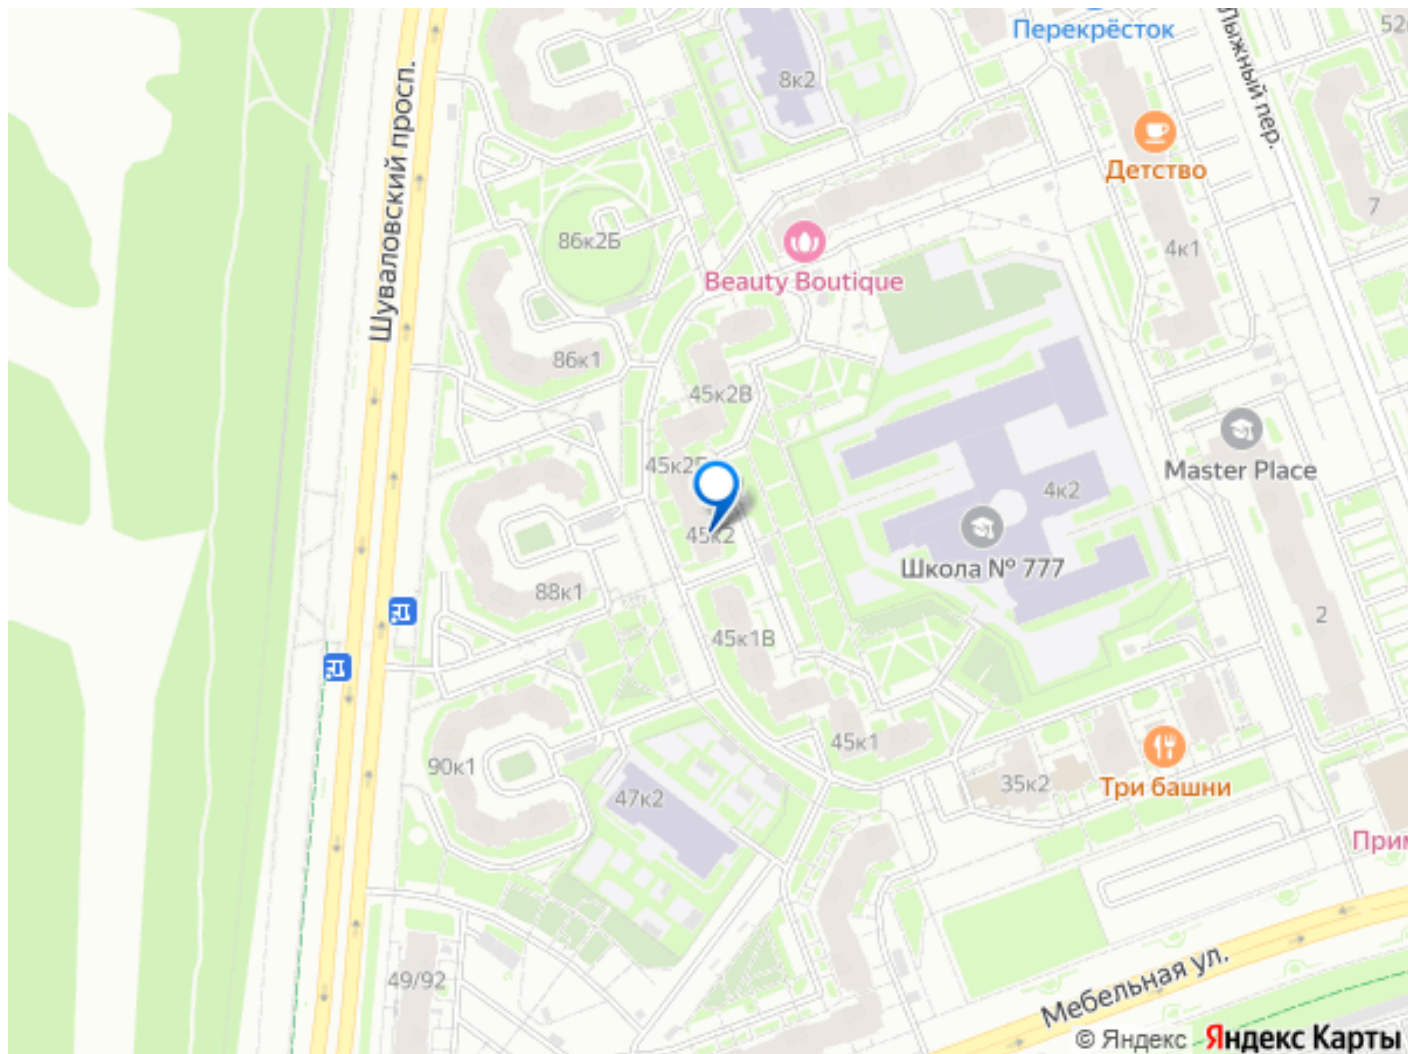 Перекрёсток
52
Лыжный пер.
8к2
Шуваловский просп.
Детство
7
86к2Б
4к1
Beauty Boutique
86к1
45к2В
Master Place
45к2
4к2
Школа № 777
88к1
2
45к1В
45к1
90к1
35к2
Три башни
47к2
49/92
Мебельная ул.
© Яндекс
Яндекс Карты